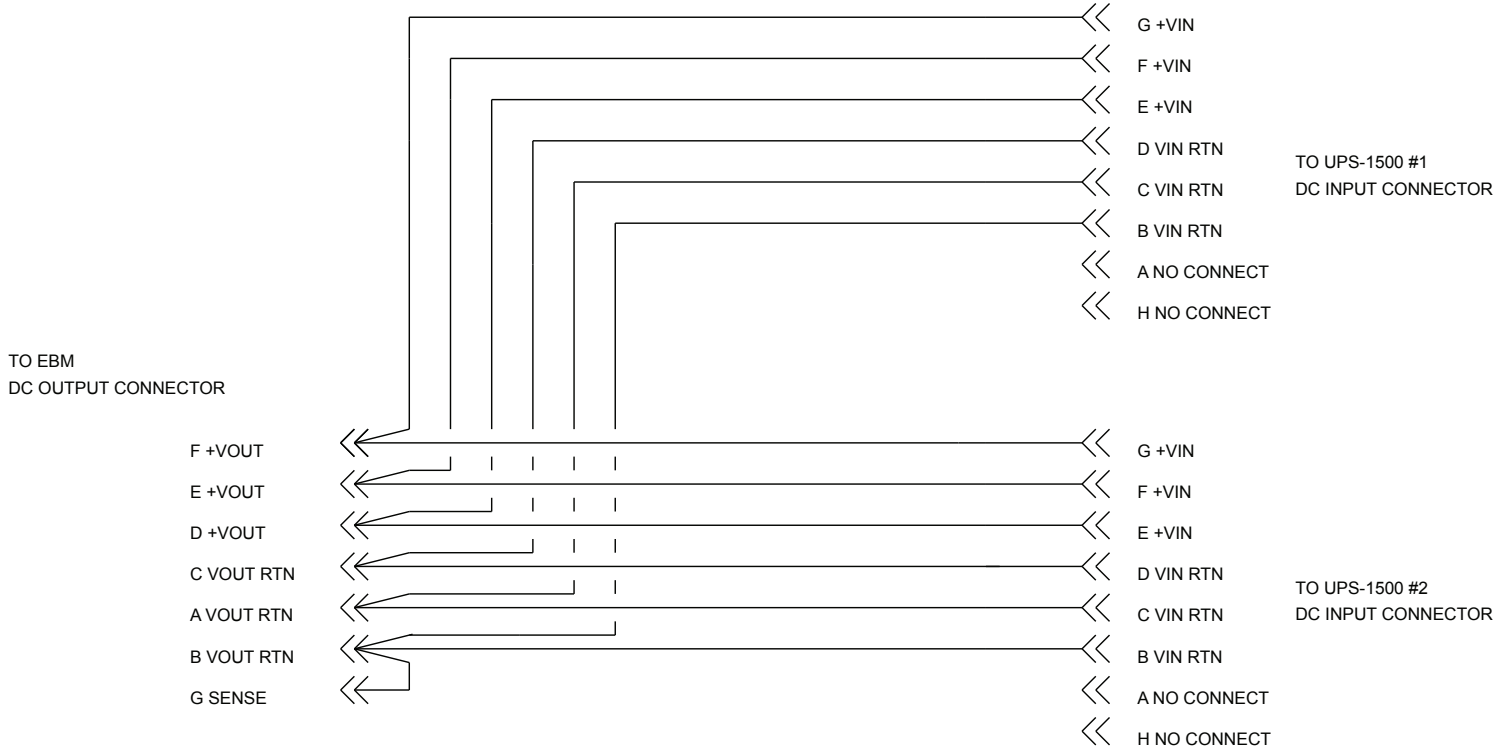 G +VIN
F +VIN
E +VIN
D VIN RTN
C VIN RTN
B VIN RTN
A NO CONNECT
H NO CONNECT
TO UPS-1500 #1
DC INPUT CONNECTOR
TO EBM
DC OUTPUT CONNECTOR
F +VOUT
E +VOUT
D +VOUT
C VOUT RTN
A VOUT RTN
B VOUT RTN
G SENSE
G +VIN
F +VIN
E +VIN
D VIN RTN
C VIN RTN
B VIN RTN
A NO CONNECT
H NO CONNECT
TO UPS-1500 #2
DC INPUT CONNECTOR